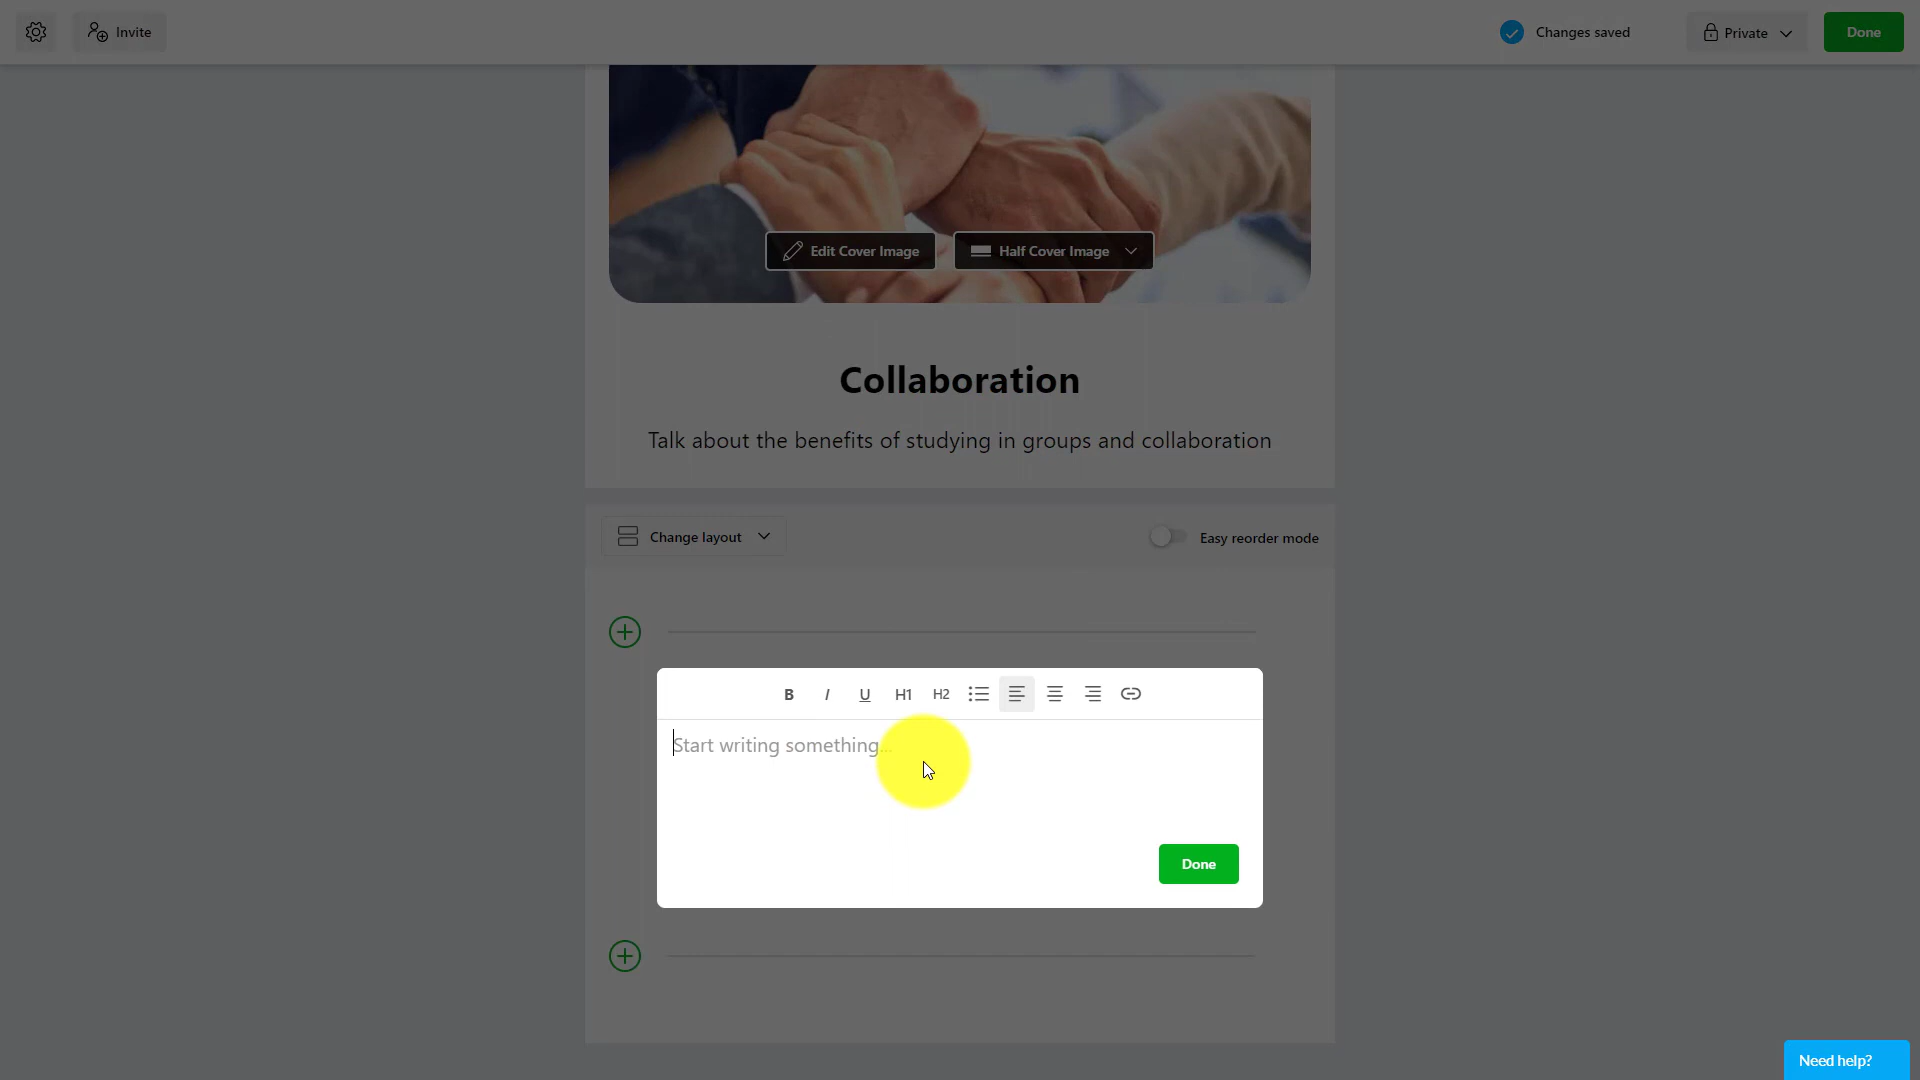 Invite
Changes saved
Private
Done
Edit Cover Image
Half Cover Image
Collaboration
Talk about the benefits of studying in groups and collaboration
Change layout
Easy reorder mode
B I U H1 H2
Start writing something...
Done
Need help?